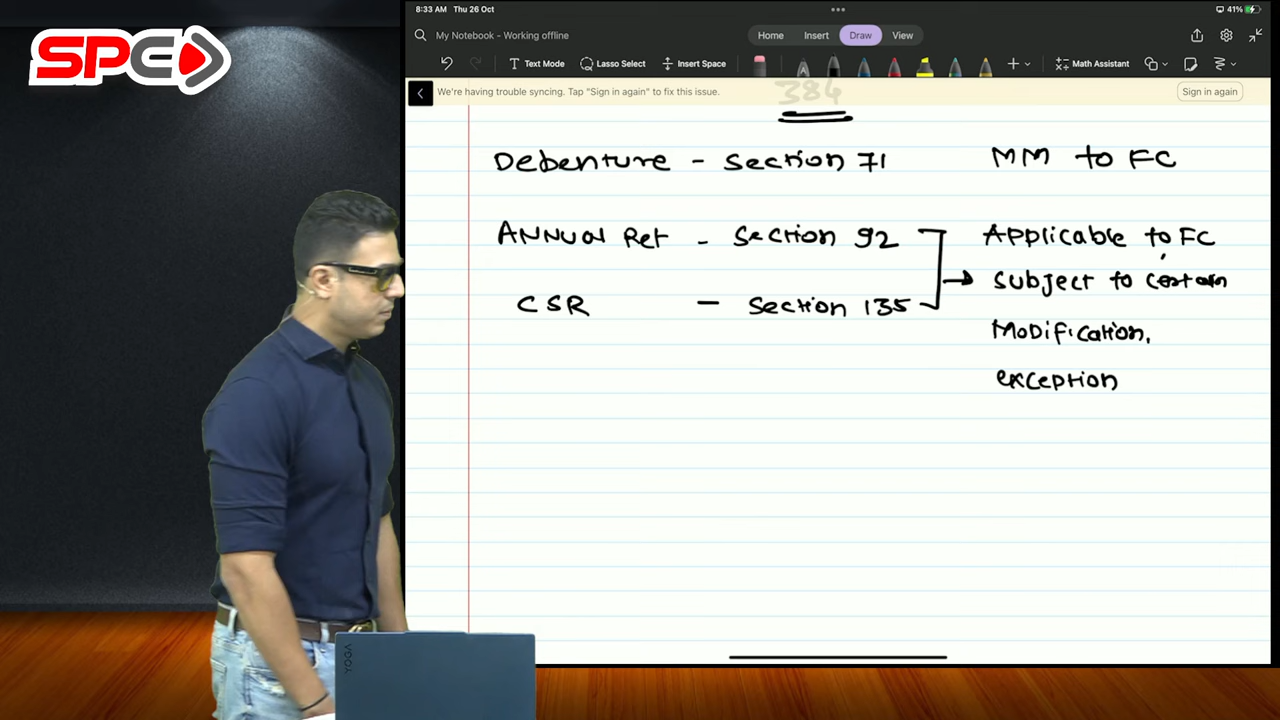 SPED
8:33 AM Thu 26 Oct
41%
My Notebook - Working offline
Home Insert Draw View
Text Mode Lasso Select Insert Space Math Assistant
We're having trouble syncing. Tap "Sign in again" to fix this issue.
Sign in again
384
Debenture - Section 71 MM to FC
Annual Ret - Section 92 Applicable to FC
Subject to certain
CSR - Section 135
Modification,
exception
YOGA